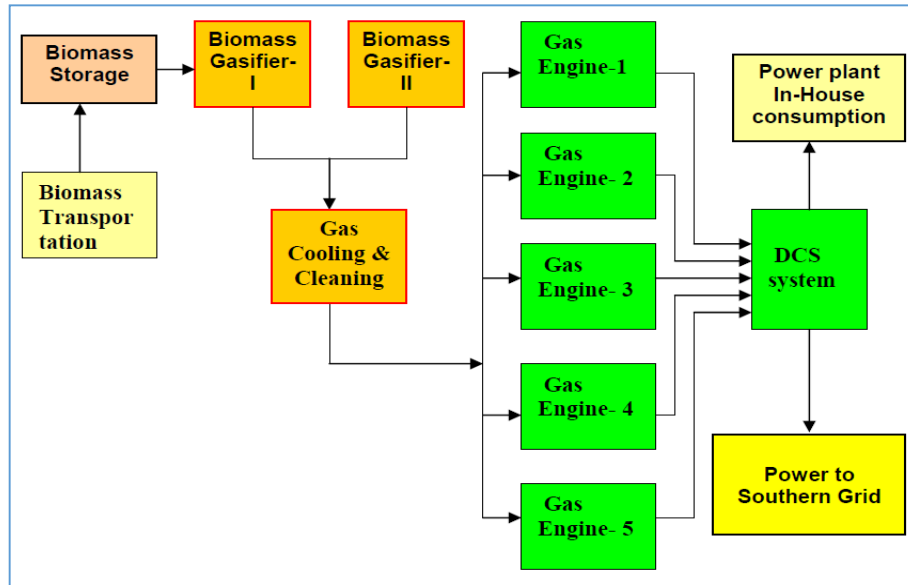 Biomass
Storage
Biomass
Gasifier-
I
Biomass
Gasifier-
II
Gas
Engine-1
Power plant
In-House
consumption
Biomass
Transpor
tation
Gas
Engine- 2
Gas
Cooling &
Cleaning
Gas
Engine- 3
DCS
system
Gas
Engine- 4
Power to
Southern Grid
Gas
Engine- 5